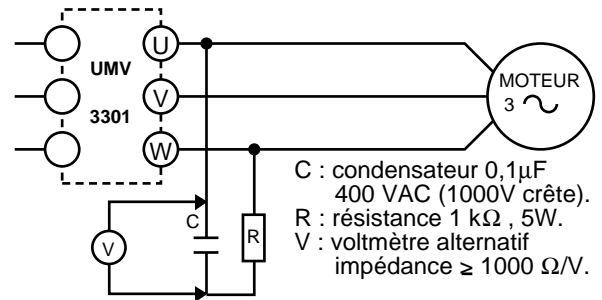 U
UMV
V
3301
W
MOTEUR
3
C
R
V
C : condensateur 0,1µF
400 VAC (1000V crête).
R : résistance 1 kΩ , 5W.
V : voltmètre alternatif
impédance ≥ 1000 Ω/V.